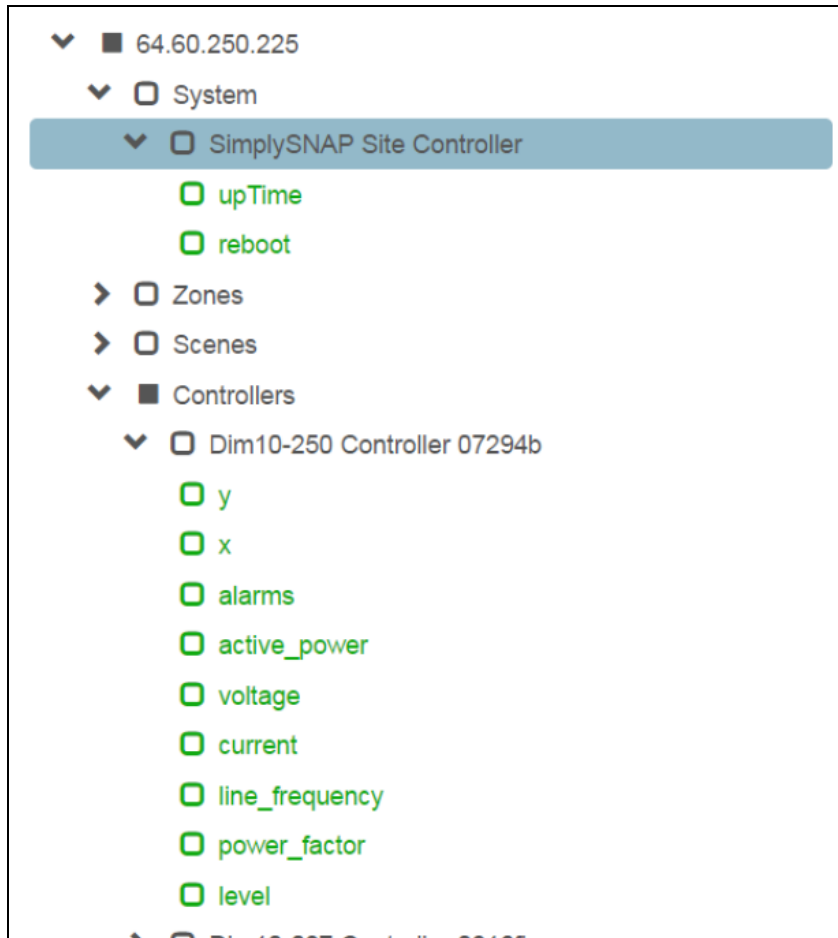 64.60.250.225
System
SimplySNAP Site Controller
upTime
reboot
Zones
Scenes
Controllers
Dim10-250 Controller 07294b
y
x
alarms
active_power
voltage
current
line_frequency
power_factor
level